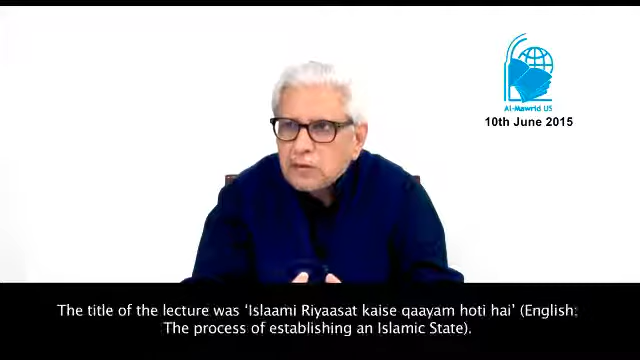 Al-Mawrid US
10th June 2015
The title of the lecture was ‘Islaami Riyaasat kaise qaayam hoti hai’ (English:
The process of establishing an Islamic State).